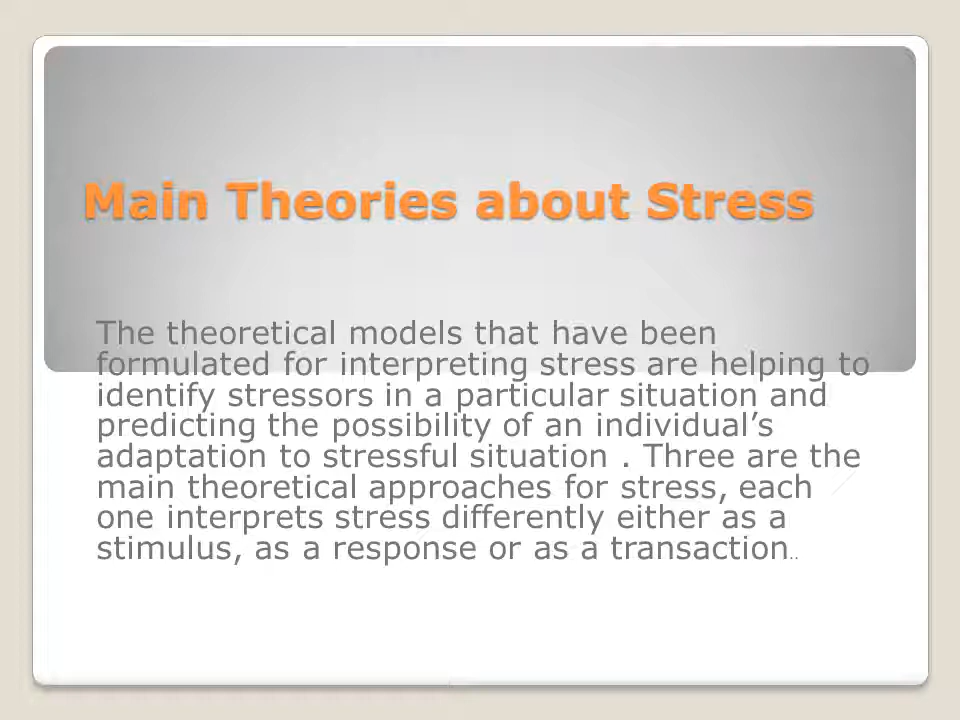 Main Theories about Stress
The theoretical models that have been
formulated for interpreting stress are helping to
identify stressors in a particular situation and
predicting the possibility of an individual’s
adaptation to stressful situation . Three are the
main theoretical approaches for stress, each
one interprets stress differently either as a
stimulus, as a response or as a transaction..